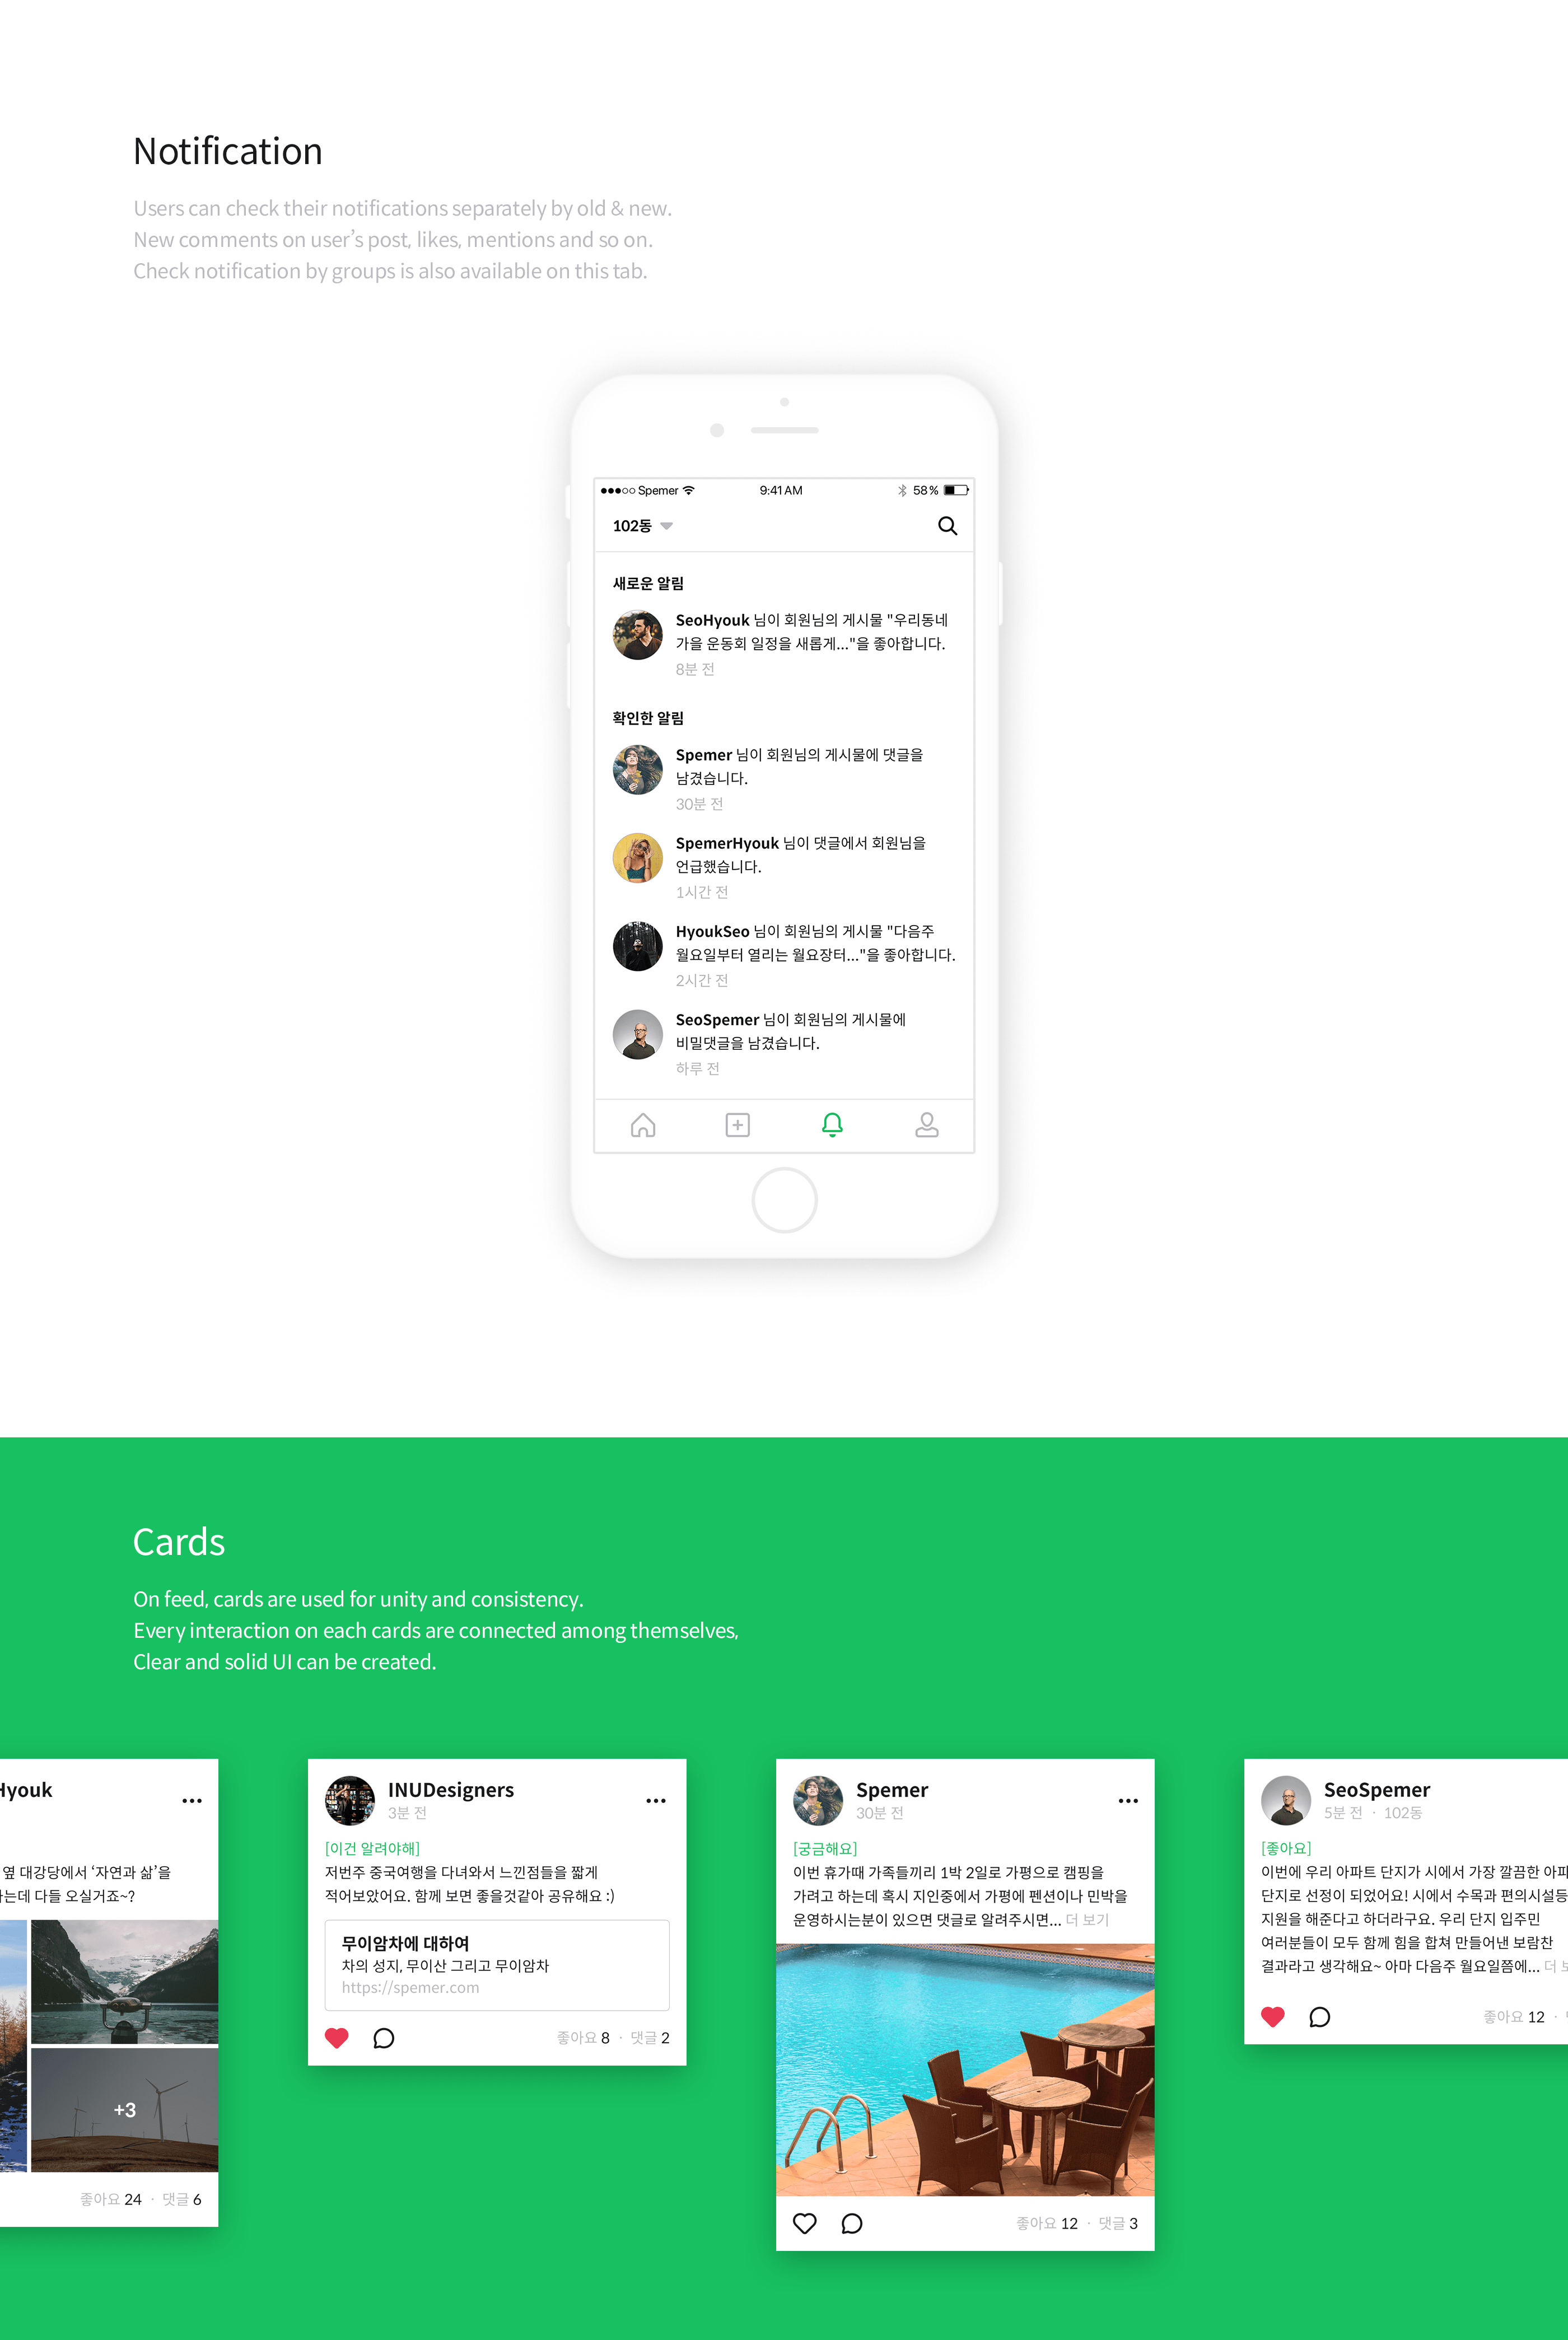 Notification
Users can check their notifications separately by old & new.
New comments on user's post, likes, mentions and so on.
Check notification by groups is also available on this tab.
Spemer
9:41 AM
58%
102동
새로운 알림
SeoHyouk 님이 회원님의 게시물 "우리동네
가을 운동회 일정을 새롭게..."을 좋아합니다.
8분 전
확인한 알림
Spemer 님이 회원님의 게시물에 댓글을
남겼습니다.
30분 전
SpemerHyouk 님이 댓글에서 회원님을
언급했습니다.
1시간 전
HyoukSeo 님이 회원님의 게시물 "다음주
월요일부터 열리는 월요장터..."을 좋아합니다.
2시간 전
SeoSpemer 님이 회원님의 게시물에
비밀댓글을 남겼습니다.
하루 전
Cards
On feed, cards are used for unity and consistency.
Every interaction on each cards are connected among themselves,
Clear and solid UI can be created.
Hyouk
옆 대강당에서 ‘자연과 삶’을
하는데 다들 오실거죠~?
+3
좋아요 24 · 댓글 6
INUDesigners
3분 전
[이건 알려야해]
저번주 중국여행을 다녀와서 느낀점들을 짧게
적어보았어요. 함께 보면 좋을것같아 공유해요 :)
무이암차에 대하여
차의 성지, 무이산 그리고 무이암차
https://spemer.com
좋아요 8 · 댓글 2
Spemer
30분 전
[궁금해요]
이번 휴가때 가족들끼리 1박 2일로 가평으로 캠핑을
가려고 하는데 혹시 지인중에서 가평에 펜션이나 민박을
운영하시는분이 있으면 댓글로 알려주시면... 더 보기
좋아요 12 · 댓글 3
SeoSpemer
5분 전 · 102동
[좋아요]
이번에 우리 아파트 단지가 시에서 가장 깔끔한 아파
단지로 선정이 되었어요! 시에서 수목과 편의시설등
지원을 해준다고 하더라구요. 우리 단지 입주민
여러분들이 모두 함께 힘을 합쳐 만들어낸 보람찬
결과라고 생각해요~ 아마 다음주 월요일쯤에... 더
좋아요 12 ·